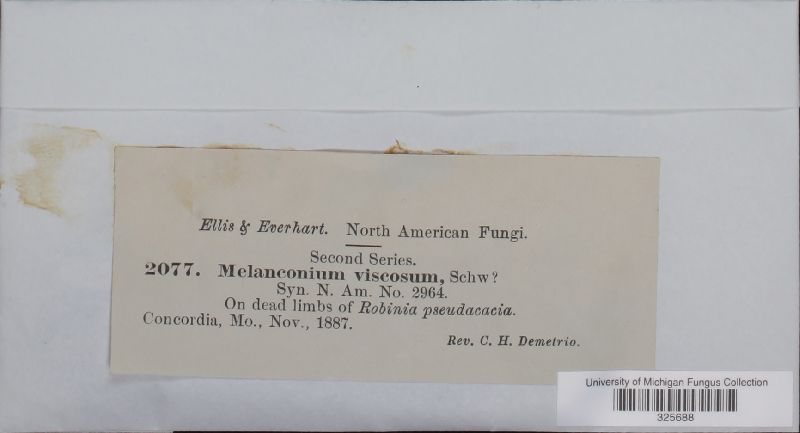 Ellis & Everhart. North American Fungi.
Second Series.
2077. Melanconium viscosum, Schw?
Syn. N. Am. No. 2964.
On dead limbs of Robinia pseudacacia.
Concordia, Mo., Nov., 1887.
Rev. C. H. Demetrio.
University of Michigan Fungus Collection
325688